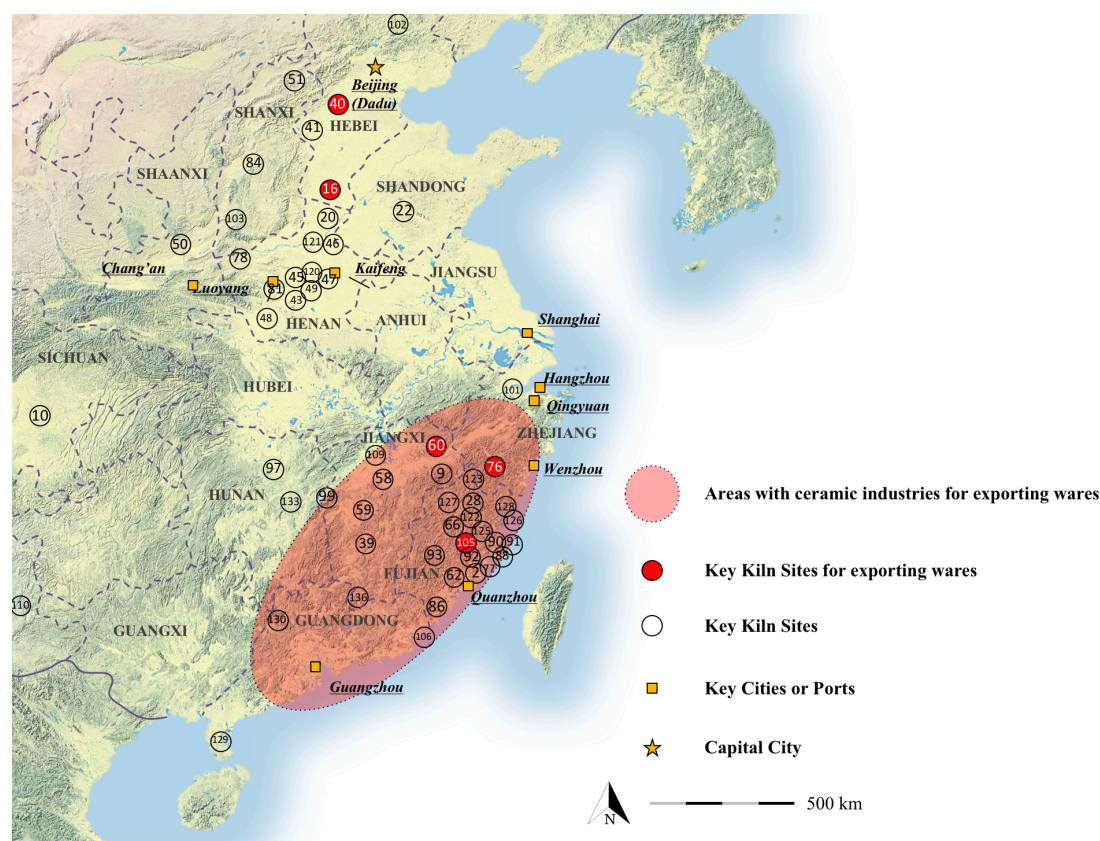 102
51
Beijing
(Dadu)
40
SHANXI
41
HEBEI
84
SHAANXI
16
SHANDONG
22
103
20
50
121
46
78
Chang'an
120
Kaifeng
JIANGSU
45
47
Luoyang
81
49
43
48
HENAN
ANHUI
Shanghai
SICHUAN
HUBEI
Hangzhou
101
10
Qingyuan
ZHEJIANG
JIANGXI
60
109
97
76
Wenzhou
9
58
123
HUNAN
133
99
127
28
128
59
122
126
66
125
39
105
90
91
93
92
88
77
FUJIAN
62
2
Quanzhou
136
110
86
130
GUANGDONG
GUANGXI
106
Guangzhou
129
Areas with ceramic industries for exporting wares
Key Kiln Sites for exporting wares
Key Kiln Sites
Key Cities or Ports
Capital City
N
500 km